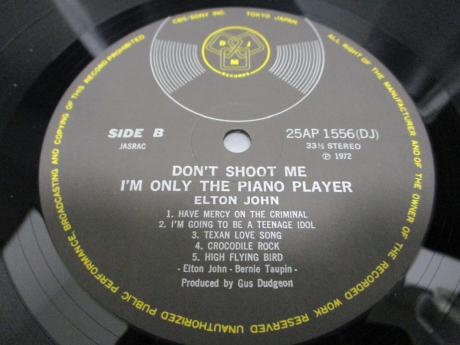 CBS/SONY INC. TOKYO JAPAN
ALL RIGHT OF THE MANUFACTURER AND OF THE OWNER OF THE RECORDED WORK RESERVED UNAUTHORIZED PUBLIC PERFORMANCE, BROADCASTING AND COPYING OF THIS RECORD PROHIBITED
DJM
RECORDS
SIDE B
JASRAC
25AP 1556(DJ)
33⅓ STEREO
Ⓟ 1972
DON'T SHOOT ME
I'M ONLY THE PIANO PLAYER
ELTON JOHN
1. HAVE MERCY ON THE CRIMINAL
2. I'M GOING TO BE A TEENAGE IDOL
3. TEXAN LOVE SONG
4. CROCODILE ROCK
5. HIGH FLYING BIRD
- Elton John - Bernie Taupin -
Produced by Gus Dudgeon